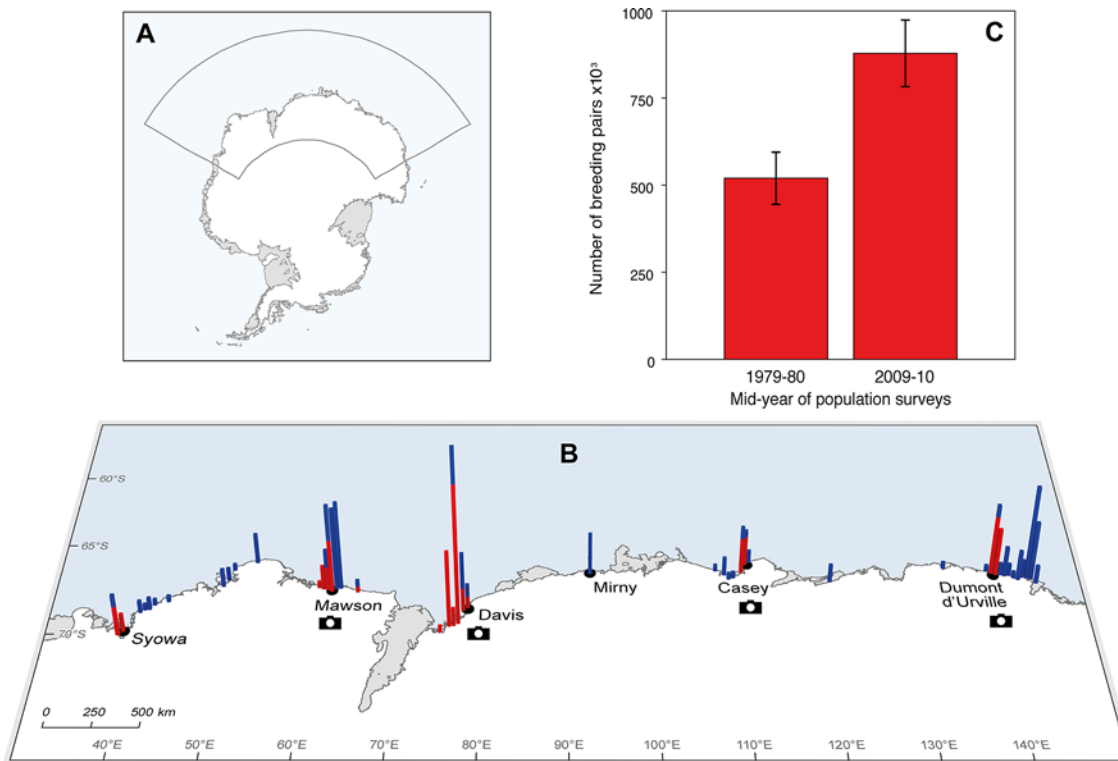 A
1000
C
750
500
250
0
Number of breeding pairs x10³
1979-80
2009-10
Mid-year of population surveys
B
60°S
65°S
70°S
Syowa
Mawson
Davis
Mirny
Casey
Dumont
d'Urville
0
250
500 km
40°E
50°E
60°E
70°E
80°E
90°E
100°E
110°E
120°E
130°E
140°E